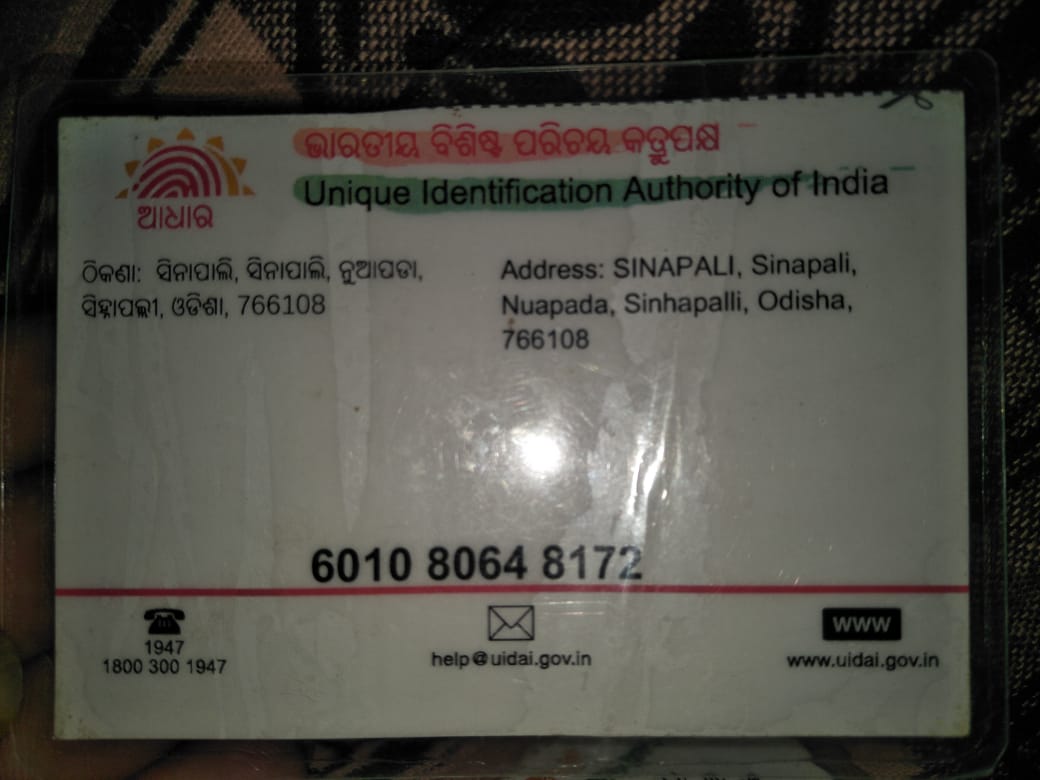 ଭାରତୀୟ ବିଶିଷ୍ଟ ପରିଚୟ କର୍ତ୍ତୃପକ୍ଷ
Unique Identification Authority of India
ଆଧାର
ଠିକଣା: ସିନାପାଲି, ସିନାପାଲି, ନୁଆପଡା,
ସିହ୍ନାପଲ୍ଲୀ, ଓଡିଶା, 766108
Address: SINAPALI, Sinapali,
Nuapada, Sinhapalli, Odisha,
766108
6010 8064 8172
1947
1800 300 1947
help@uidai.gov.in
WWW
www.uidai.gov.in